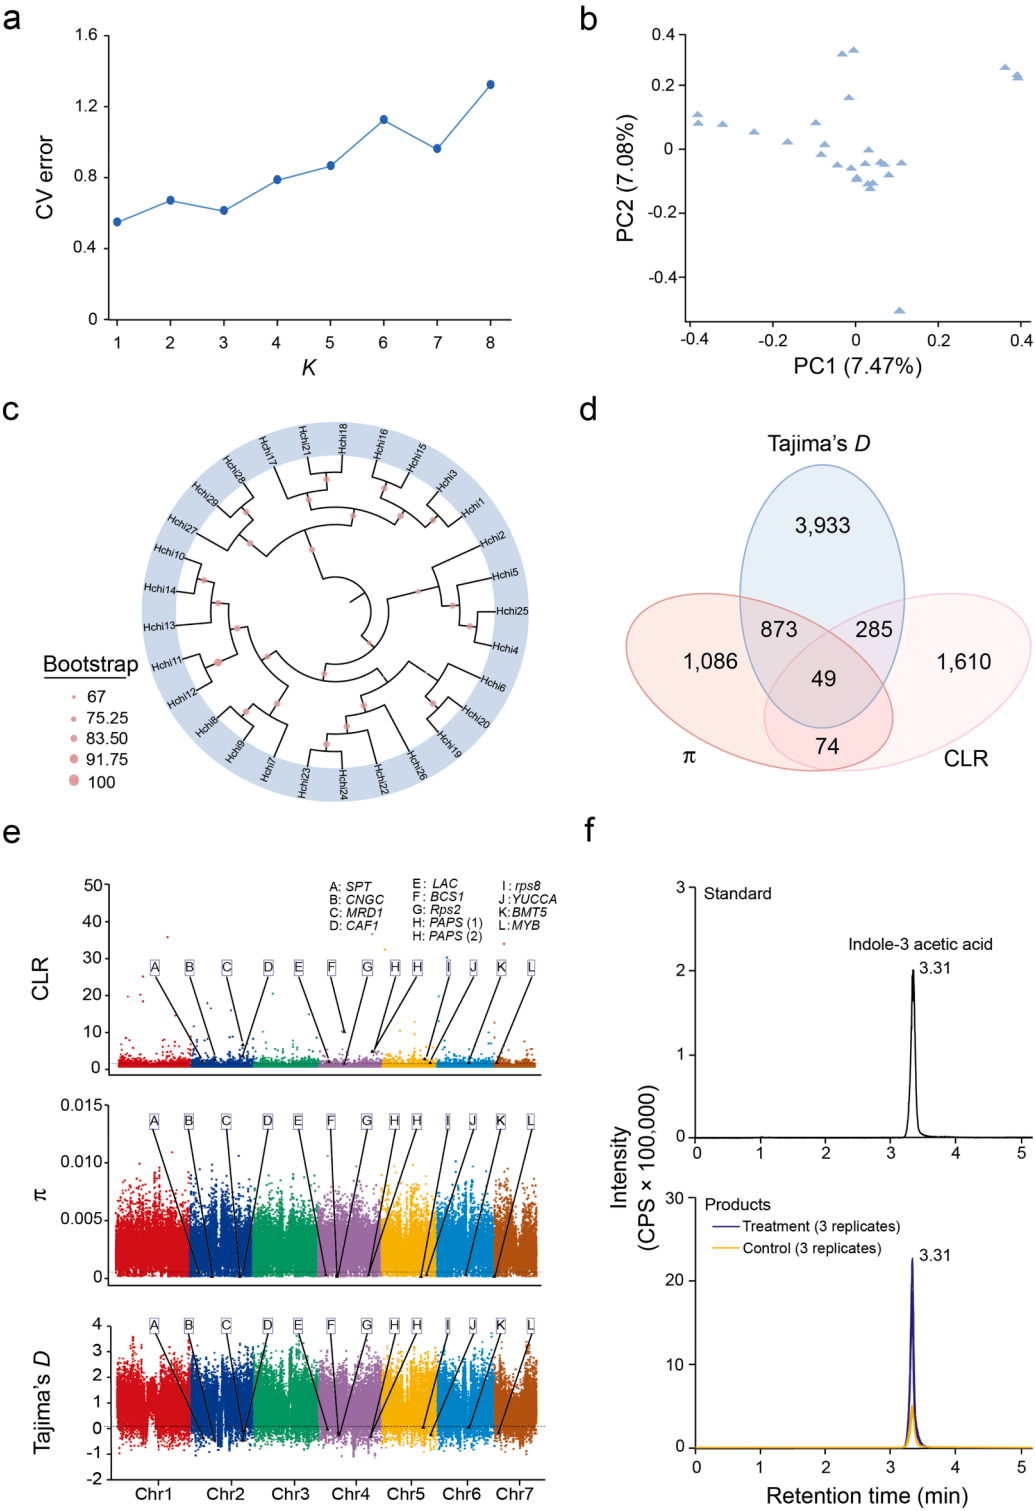 a
CV error
1.6
1.2
0.8
0.4
0
1 2 3 4 5 6 7 8
K
b
PC2 (7.08%)
0.4
0.2
0
-0.2
-0.4
-0.4 -0.2 0 0.2 0.4
PC1 (7.47%)
c
Hchi18
Hchi16
Hchi15
Hchi3
Hchi1
Hchi2
Hchi5
Hchi25
Hchi4
Hchi6
Hchi20
Hchi19
Hchi26
Hchi22
Hchi24
Hchi23
Hchi7
Hchi9
Hchi8
Hchi12
Hchi11
Hchi13
Hchi14
Hchi10
Hchi27
Hchi29
Hchi28
Hchi17
Hchi21
Bootstrap
67
75.25
83.50
91.75
100
d
Tajima's D
3,933
873 285
1,086 49 1,610
74
π CLR
e
CLR
50
40
30
20
10
0
A: SPT
B: CNGC
C: MRD1
D: CAF1
E: LAC
F: BCS1
G: Rps2
H: PAPS (1)
H: PAPS (2)
I: rps8
J: YUCCA
K: BMT5
L: MYB
A B C D E F G H H I J K L
π
0.015
0.010
0.005
0
A B C D E F G H H I J K L
Tajima's D
4
3
2
1
0
-1
-2
A B C D E F G H H I J K L
Chr1 Chr2 Chr3 Chr4 Chr5 Chr6 Chr7
f
Intensity
(CPS × 100,000)
3
2
1
0
Standard
Indole-3 acetic acid
3.31
0 1 2 3 4 5
30
20
10
0
Products
Treatment (3 replicates)
Control (3 replicates)
3.31
0 1 2 3 4 5
Retention time (min)